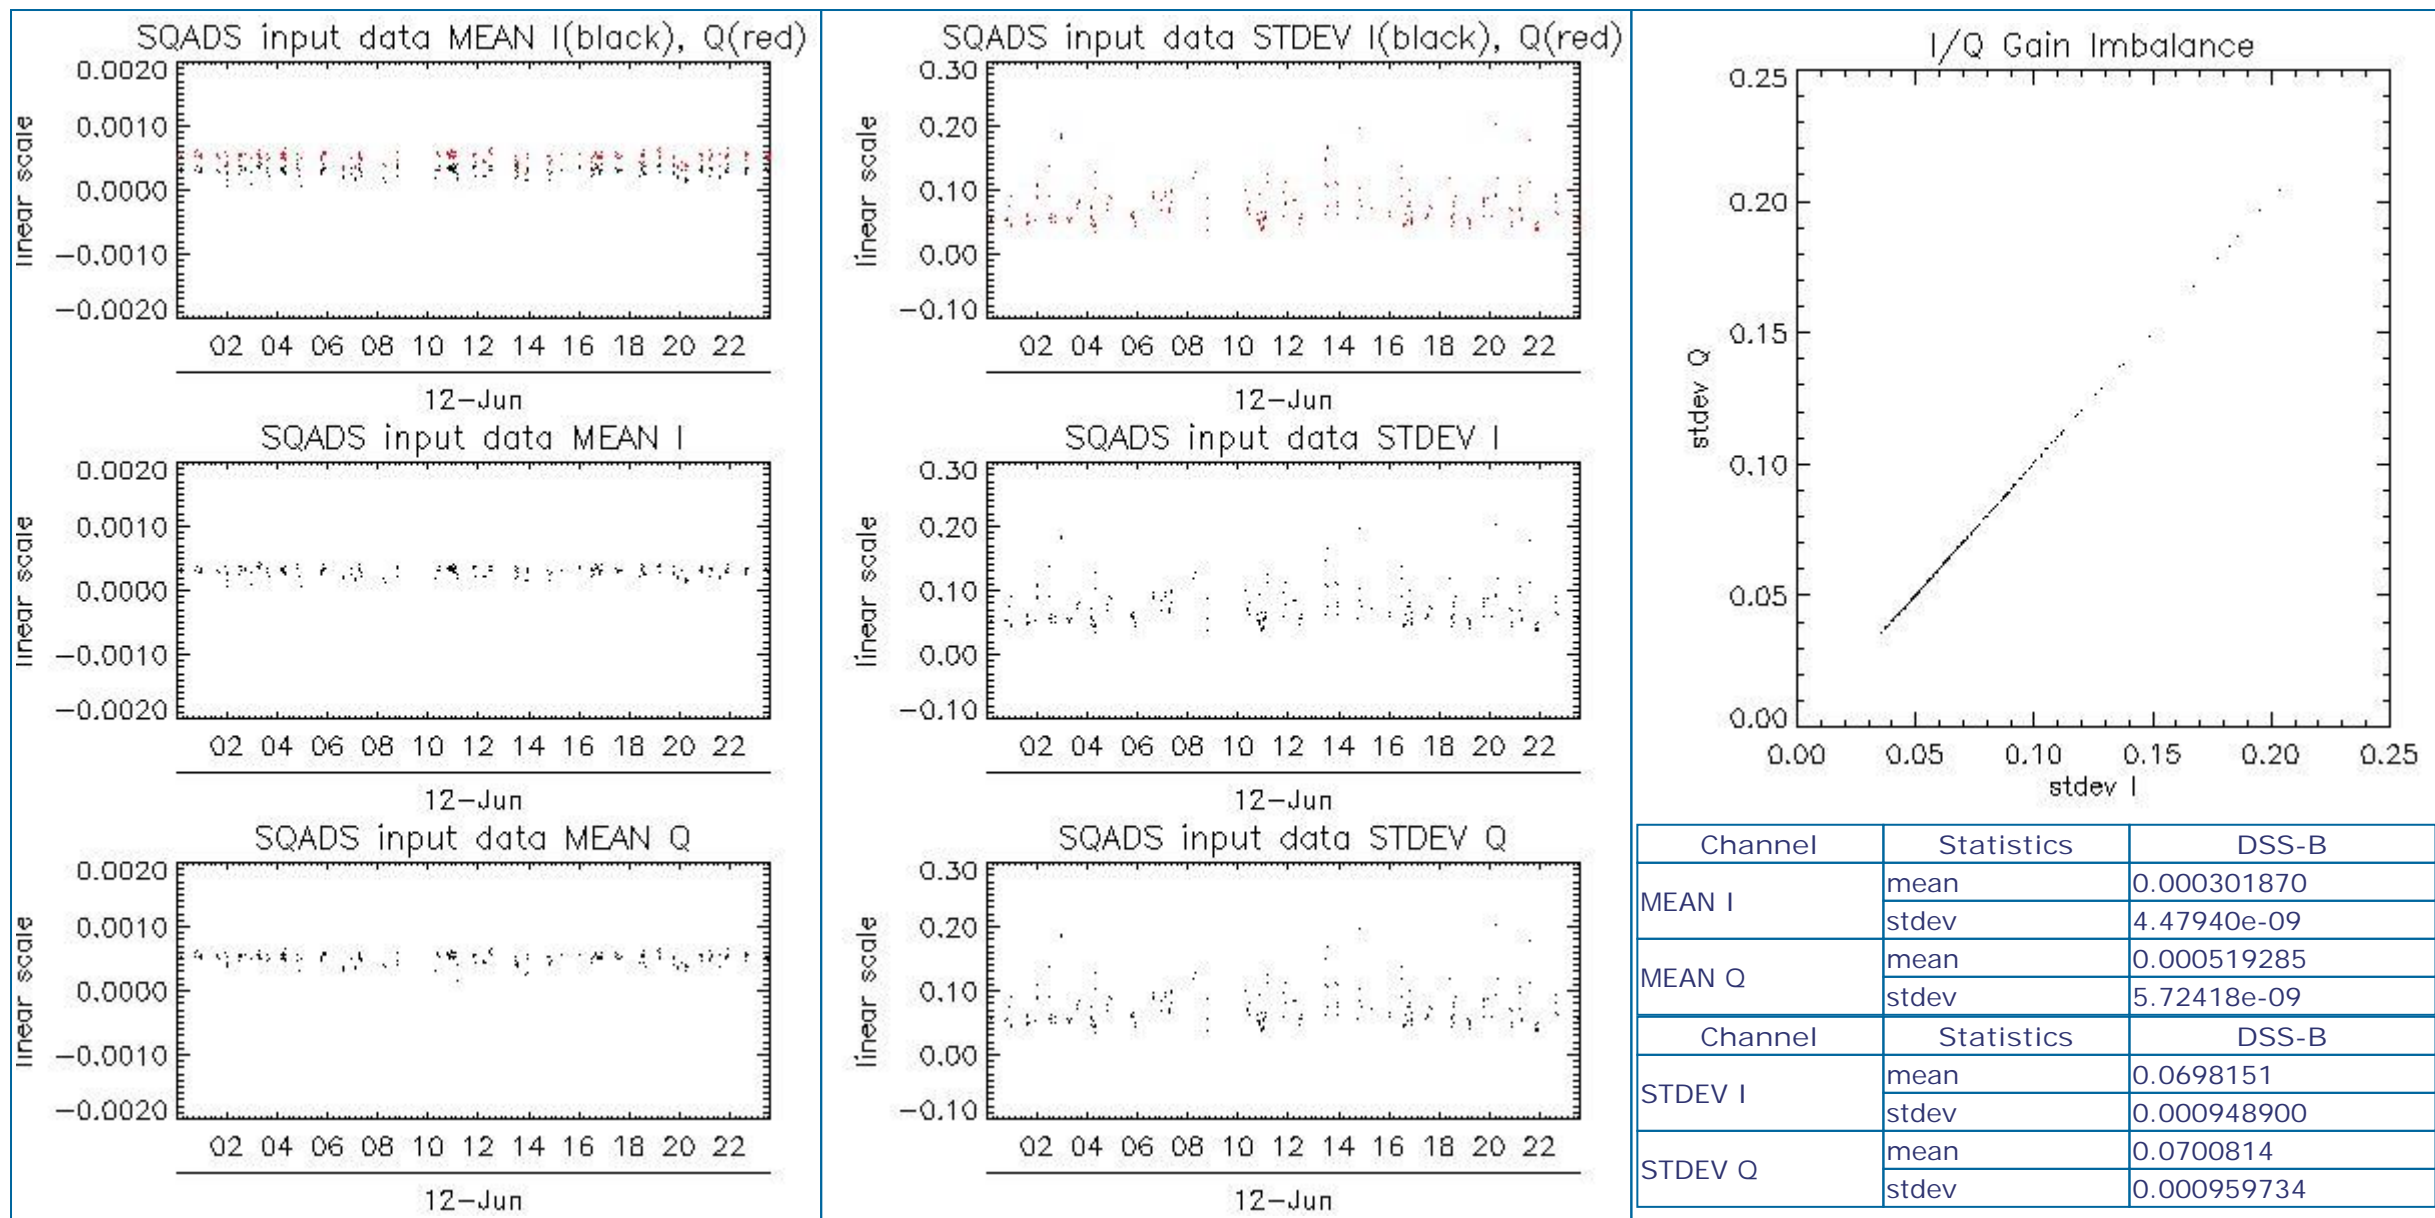 SQADS input data MEAN I(black), Q(red)
linear scale
0.0020
0.0010
0.0000
-0.0010
-0.0020
02 04 06 08 10 12 14 16 18 20 22
12-Jun
SQADS input data MEAN I
linear scale
0.0020
0.0010
0.0000
-0.0010
-0.0020
02 04 06 08 10 12 14 16 18 20 22
12-Jun
SQADS input data MEAN Q
linear scale
0.0020
0.0010
0.0000
-0.0010
-0.0020
02 04 06 08 10 12 14 16 18 20 22
12-Jun
SQADS input data STDEV I(black), Q(red)
linear scale
0.30
0.20
0.10
0.00
-0.10
02 04 06 08 10 12 14 16 18 20 22
12-Jun
SQADS input data STDEV I
linear scale
0.30
0.20
0.10
0.00
-0.10
02 04 06 08 10 12 14 16 18 20 22
12-Jun
SQADS input data STDEV Q
linear scale
0.30
0.20
0.10
0.00
-0.10
02 04 06 08 10 12 14 16 18 20 22
12-Jun
I/Q Gain Imbalance
stdev Q
0.25
0.20
0.15
0.10
0.05
0.00
0.00 0.05 0.10 0.15 0.20 0.25
stdev I
Channel Statistics DSS-B
MEAN I mean 0.000301870
stdev 4.47940e-09
MEAN Q mean 0.000519285
stdev 5.72418e-09
Channel Statistics DSS-B
STDEV I mean 0.0698151
stdev 0.000948900
STDEV Q mean 0.0700814
stdev 0.000959734